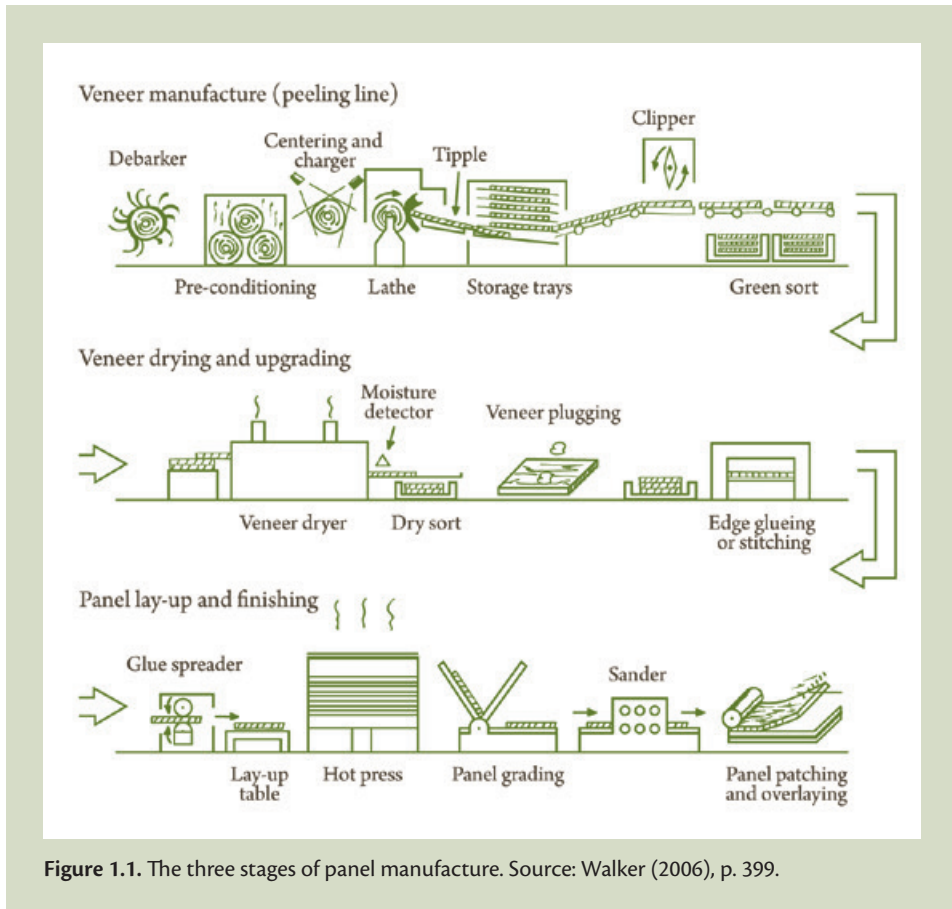 Veneer manufacture (peeling line)
Clipper
Centering and
charger
Tipple
Debarker
Pre-conditioning
Lathe
Storage trays
Green sort
Veneer drying and upgrading
Moisture
detector
Veneer plugging
Veneer dryer
Dry sort
Edge glueing
or stitching
Panel lay-up and finishing
Glue spreader
Sander
Lay-up
table
Hot press
Panel grading
Panel patching
and overlaying
Figure 1.1. The three stages of panel manufacture. Source: Walker (2006), p. 399.